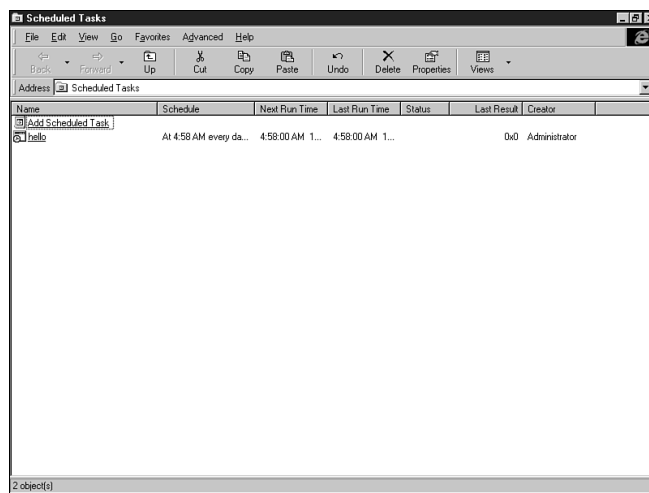 Scheduled Tasks
File Edit View Go Favorites Advanced Help
Back Forward Up Cut Copy Paste Undo Delete Properties Views
Address Scheduled Tasks
Name Schedule Next Run Time Last Run Time Status Last Result Creator
Add Scheduled Task
hello At 4:58 AM every da... 4:58:00 AM 1... 4:58:00 AM 1... 0x0 Administrator
2 object(s)